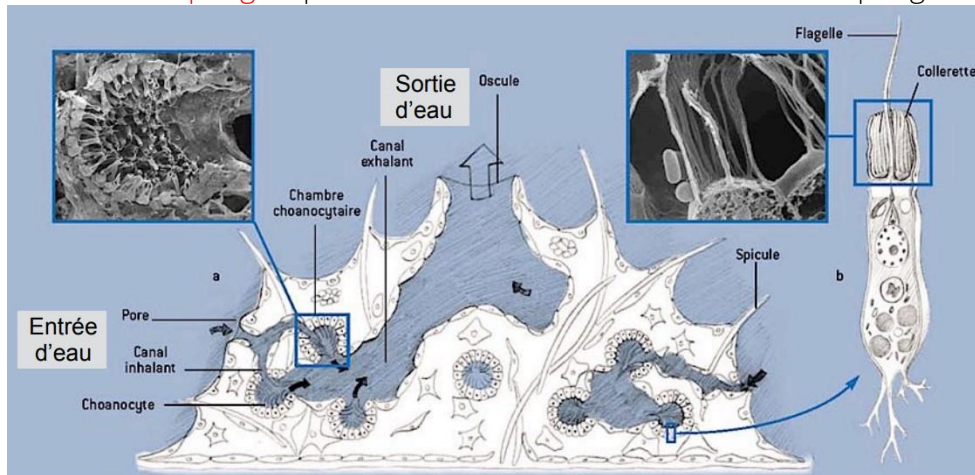 Flagelle
Collerette
Sortie
d'eau
Oscule
Canal
exhalant
Chambre
choanocytaire
a
Spicule
b
Pore
Entrée
d'eau
Canal
inhalant
Choanocyte